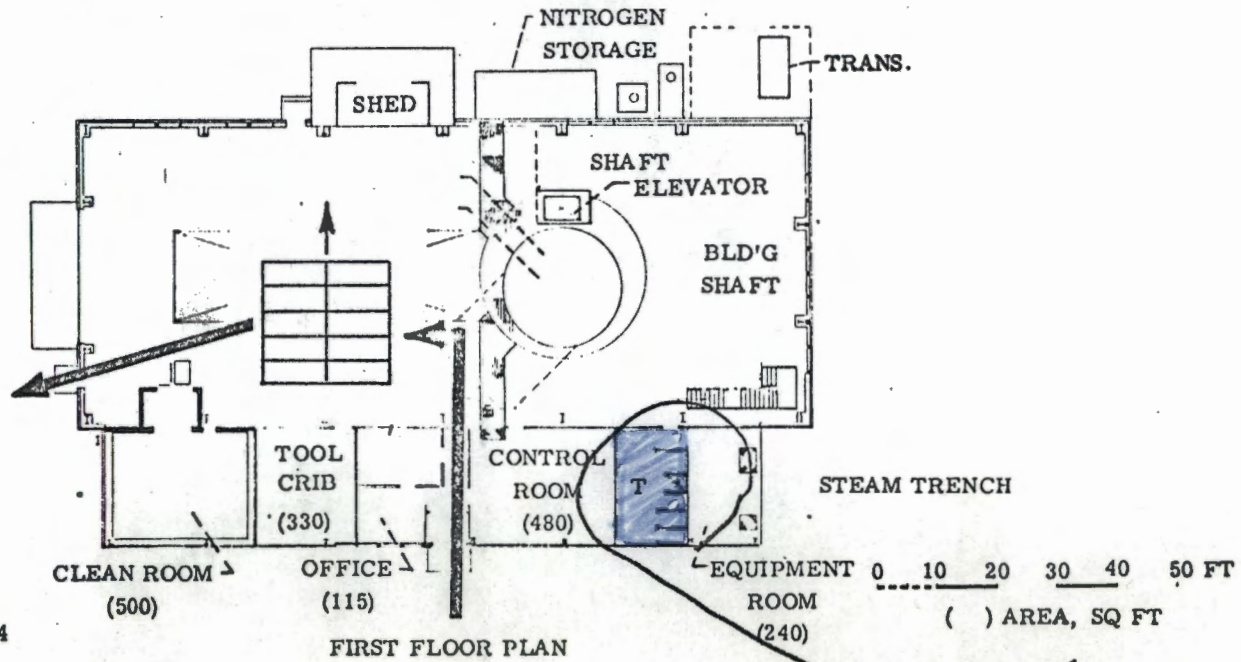 NITROGEN
STORAGE
TRANS.
SHED
SHAFT
ELEVATOR
BLD'G
SHAFT
TOOL
CRIB
(330)
CONTROL
ROOM
(480)
T
STEAM TRENCH
CLEAN ROOM
(500)
OFFICE
(115)
EQUIPMENT
ROOM
(240)
0 10 20 30 40 50 FT
( ) AREA, SQ FT
4
FIRST FLOOR PLAN